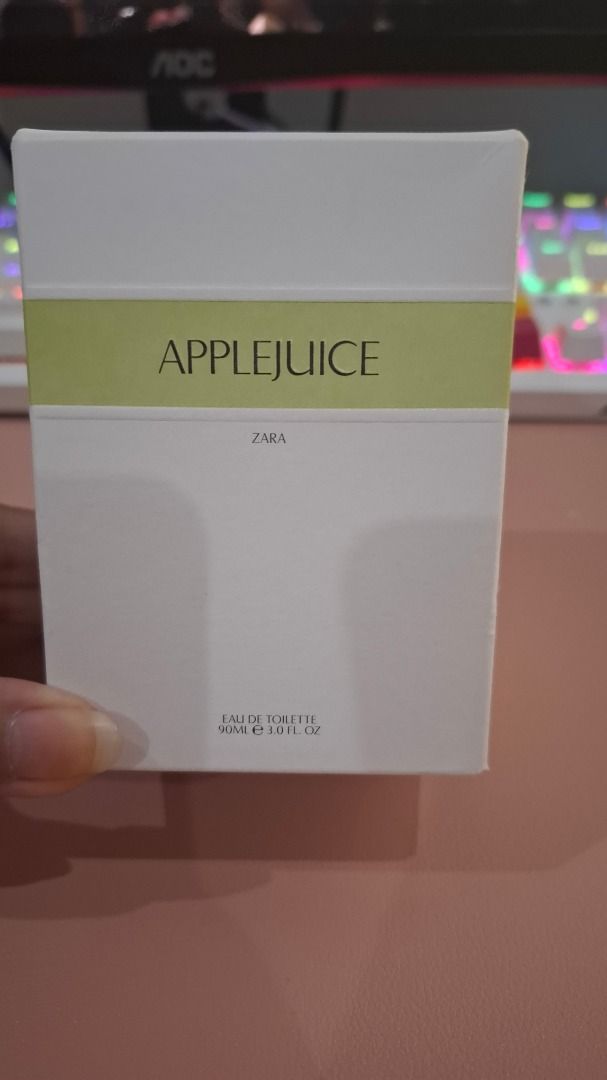 AOC
APPLEJUICE
ZARA
EAU DE TOILETTE
90ML ℮ 3.0 FL. OZ